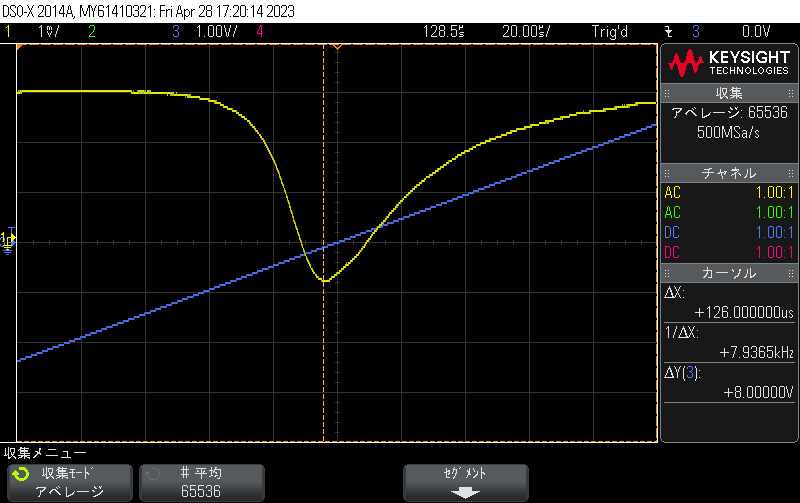 DSO-X 2014A, MY61410321: Fri Apr 28 17:20:14 2023
1 1V/ 2 3 1.00V/ 4 128.5s 20.00s/ Trig'd 3 0.0V
KEYSIGHT
TECHNOLOGIES
収集
アベレージ: 65536
500MSa/s
チャネル
AC 1.00:1
AC 1.00:1
DC 1.00:1
DC 1.00:1
カーソル
ΔX:
+126.000000us
1/ΔX:
+7.9365kHz
ΔY(3):
+8.00000V
収集メニュー
収集モード
アベレージ
# 平均
65536
セグメント